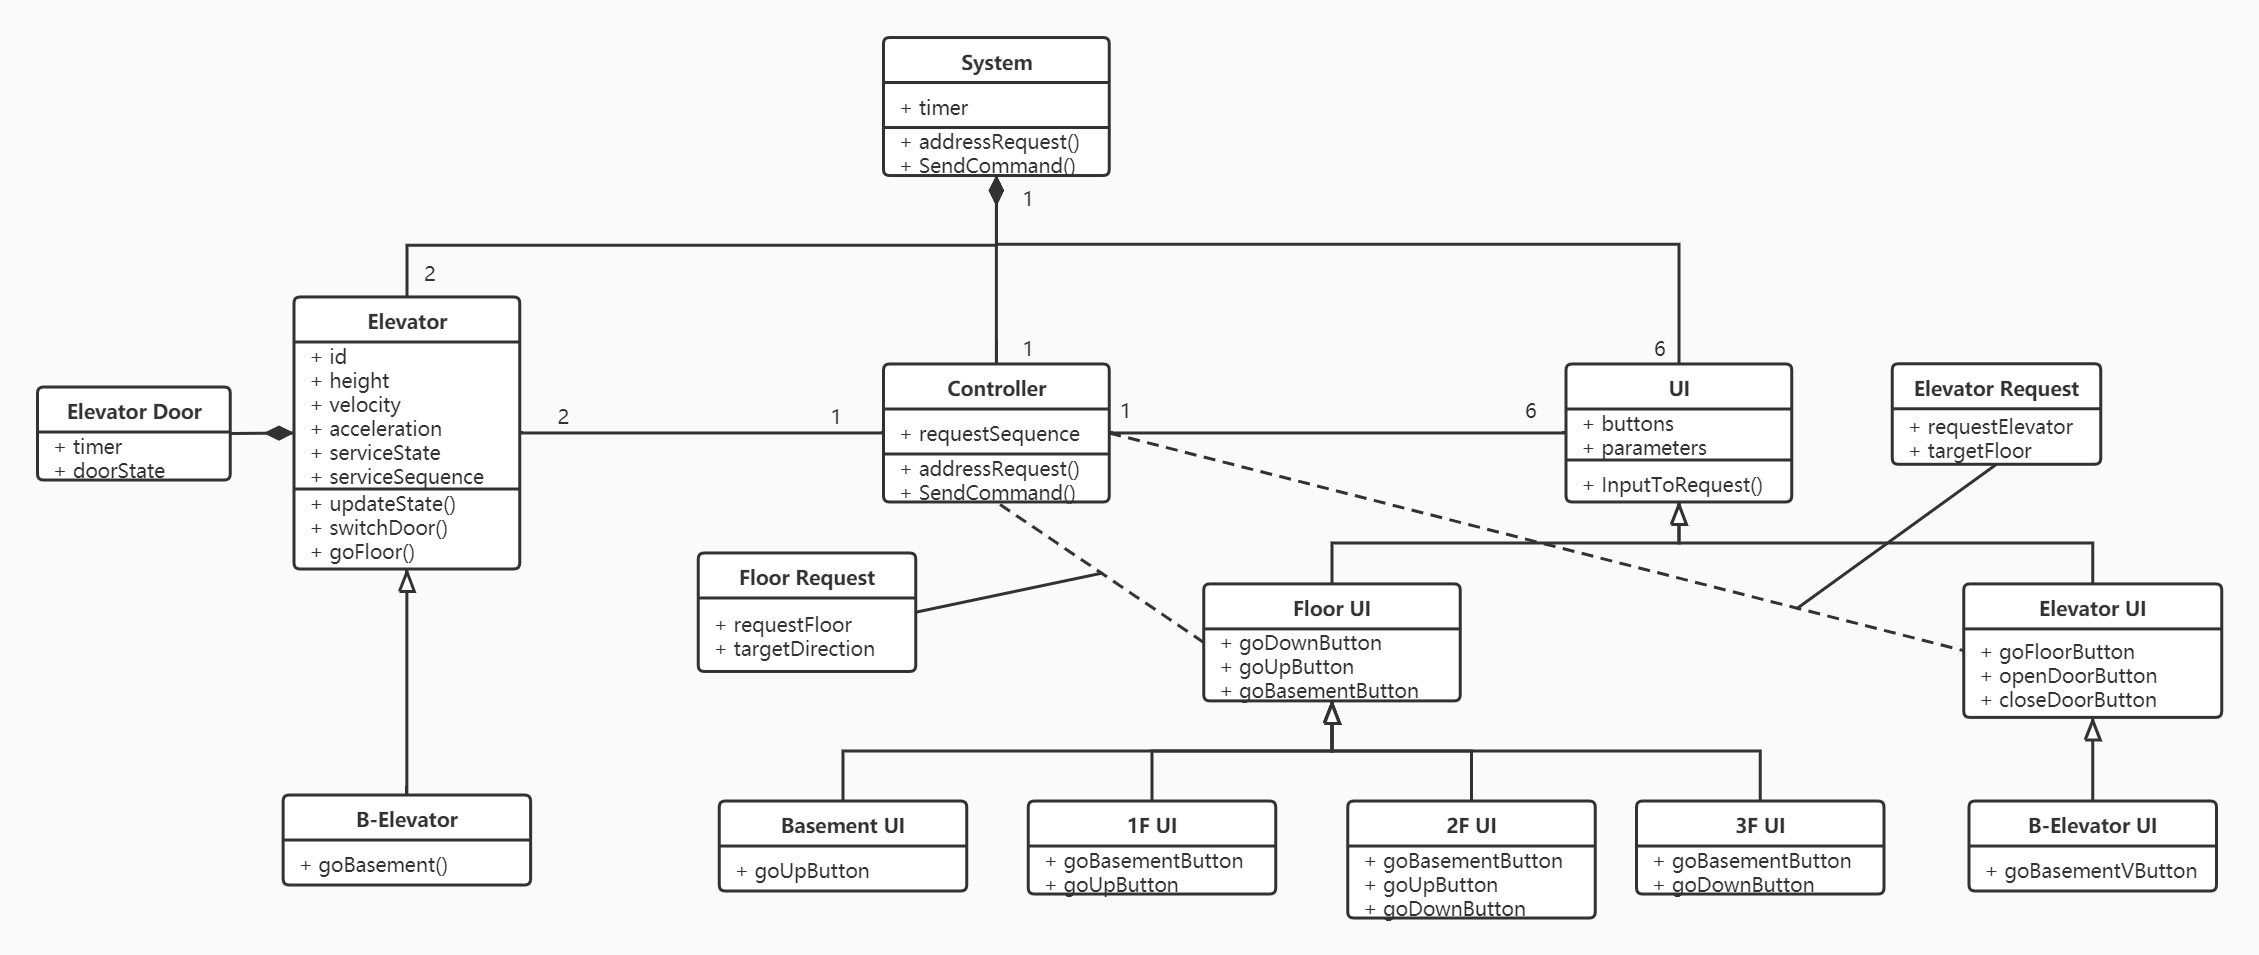 System
+ timer
+ addressRequest()
+ SendCommand()
1
2
1
6
Elevator
+ id
+ height
+ velocity
+ acceleration
+ serviceState
+ serviceSequence
+ updateState()
+ switchDoor()
+ goFloor()
Elevator Door
+ timer
+ doorState
2
1
Controller
+ requestSequence
+ addressRequest()
+ SendCommand()
1
6
UI
+ buttons
+ parameters
+ InputToRequest()
Elevator Request
+ requestElevator
+ targetFloor
Floor Request
+ requestFloor
+ targetDirection
Floor UI
+ goDownButton
+ goUpButton
+ goBasementButton
Elevator UI
+ goFloorButton
+ openDoorButton
+ closeDoorButton
B-Elevator
+ goBasement()
Basement UI
+ goUpButton
1F UI
+ goBasementButton
+ goUpButton
2F UI
+ goBasementButton
+ goUpButton
+ goDownButton
3F UI
+ goBasementButton
+ goDownButton
B-Elevator UI
+ goBasementVButton